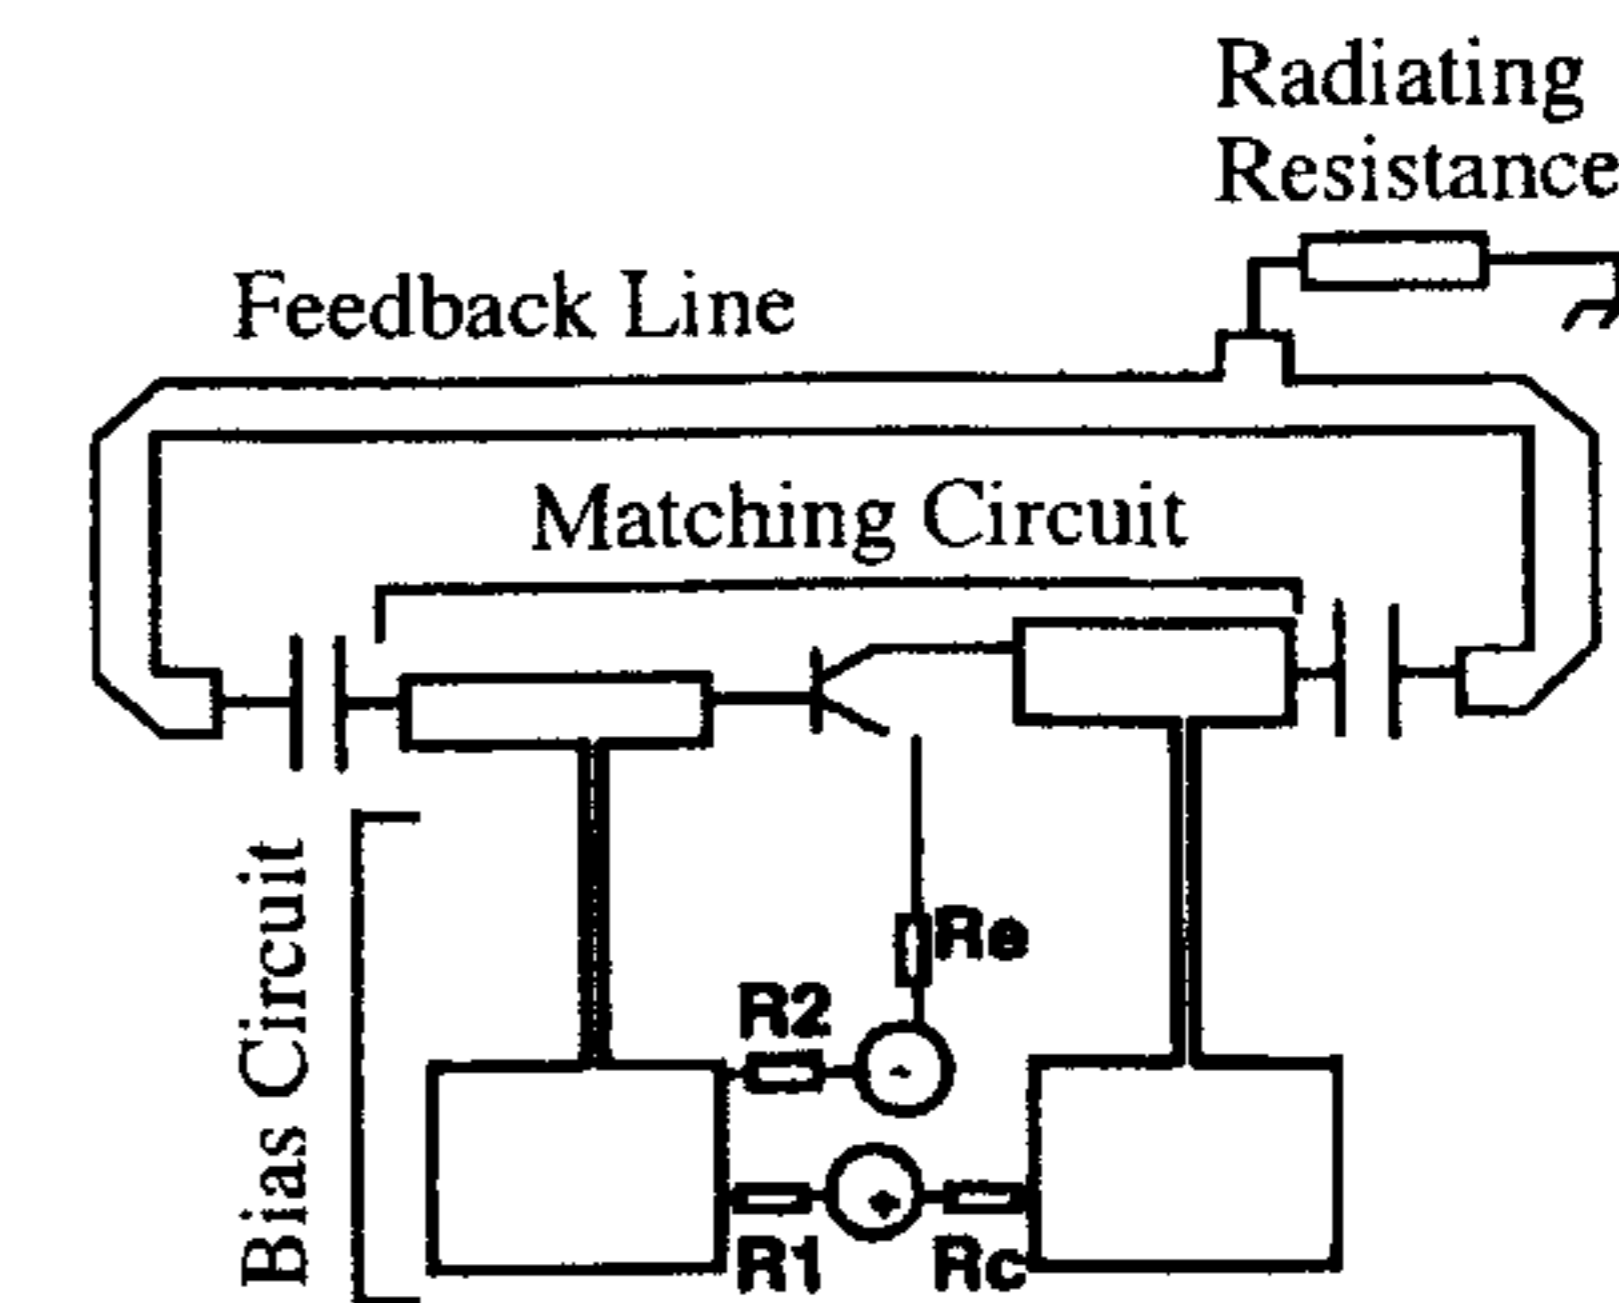 Radiating
Resistance
Feedback Line
Matching Circuit
Bias Circuit
Re
R2
-
+
R1
Rc